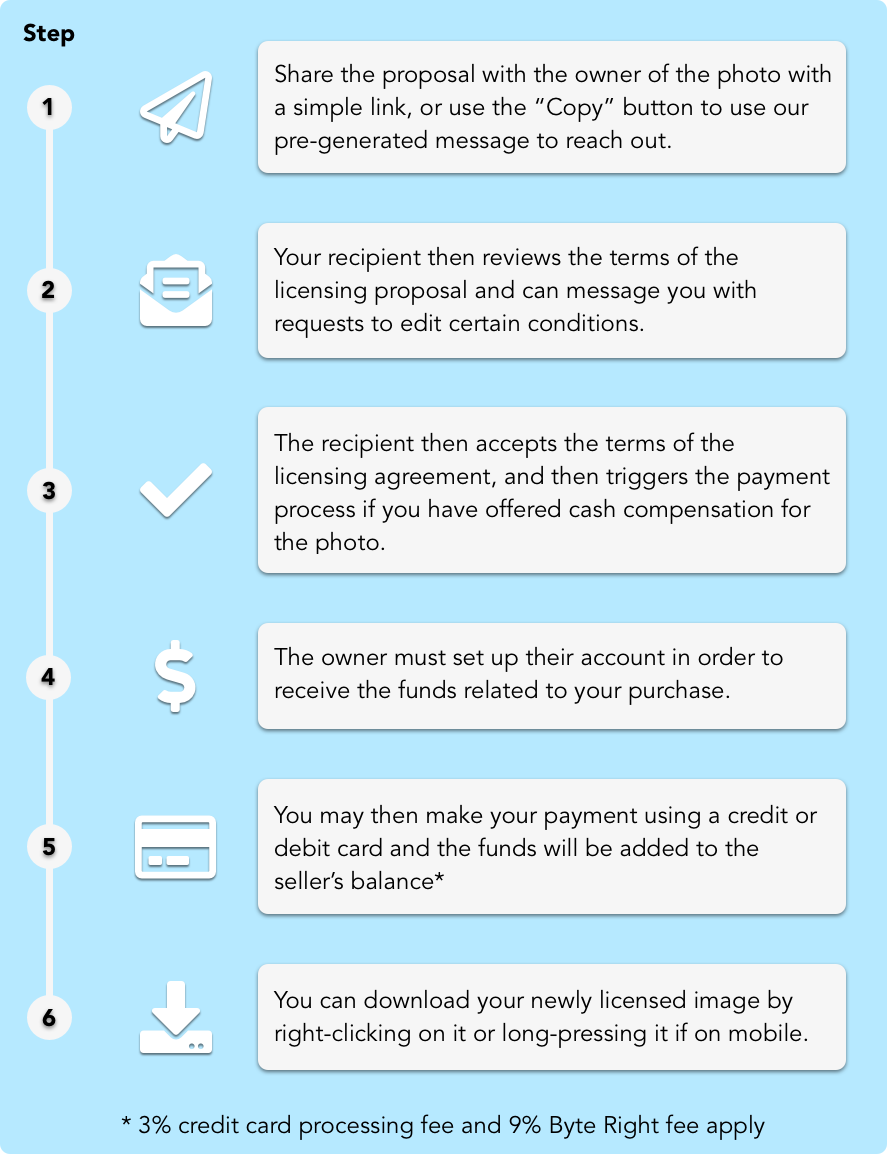 Step
1
Share the proposal with the owner of the photo with
a simple link, or use the “Copy” button to use our
pre-generated message to reach out.
2
Your recipient then reviews the terms of the
licensing proposal and can message you with
requests to edit certain conditions.
3
The recipient then accepts the terms of the
licensing agreement, and then triggers the payment
process if you have offered cash compensation for
the photo.
4
The owner must set up their account in order to
receive the funds related to your purchase.
5
You may then make your payment using a credit or
debit card and the funds will be added to the
seller’s balance*
6
You can download your newly licensed image by
right-clicking on it or long-pressing it if on mobile.
* 3% credit card processing fee and 9% Byte Right fee apply